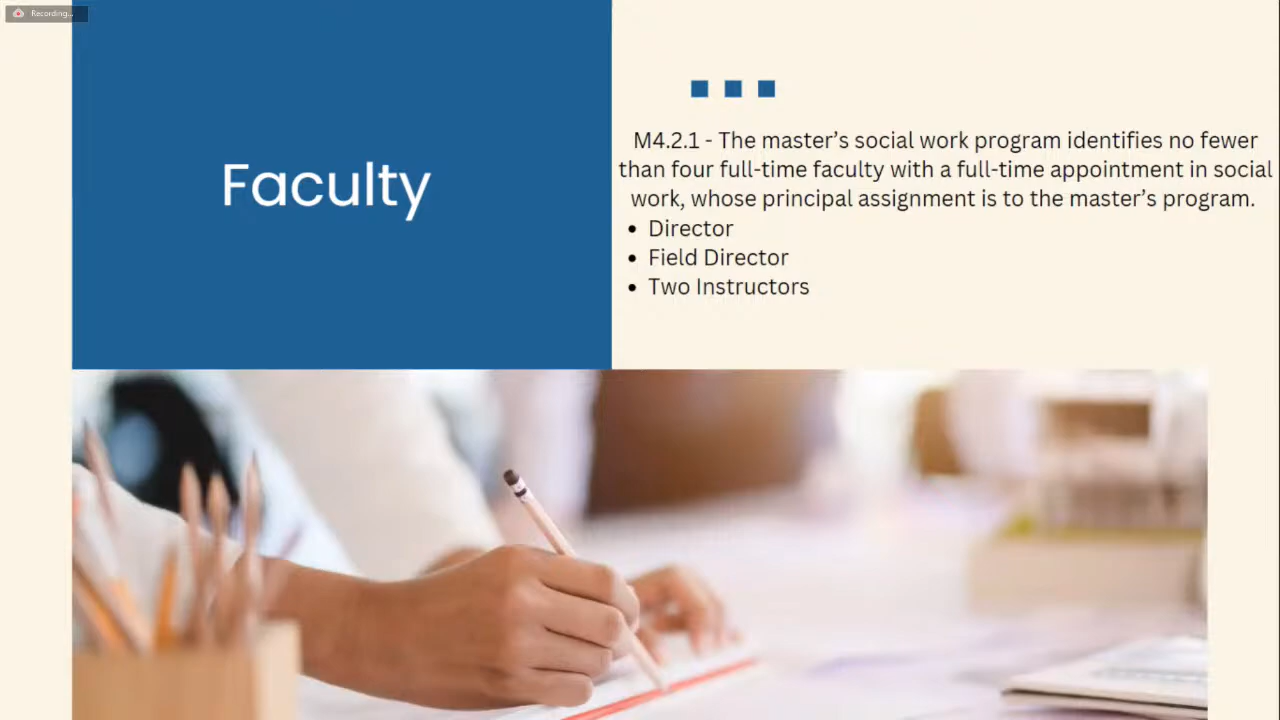 Recording...
Faculty
M4.2.1 - The master’s social work program identifies no fewer
than four full-time faculty with a full-time appointment in social
work, whose principal assignment is to the master’s program.
• Director
• Field Director
• Two Instructors